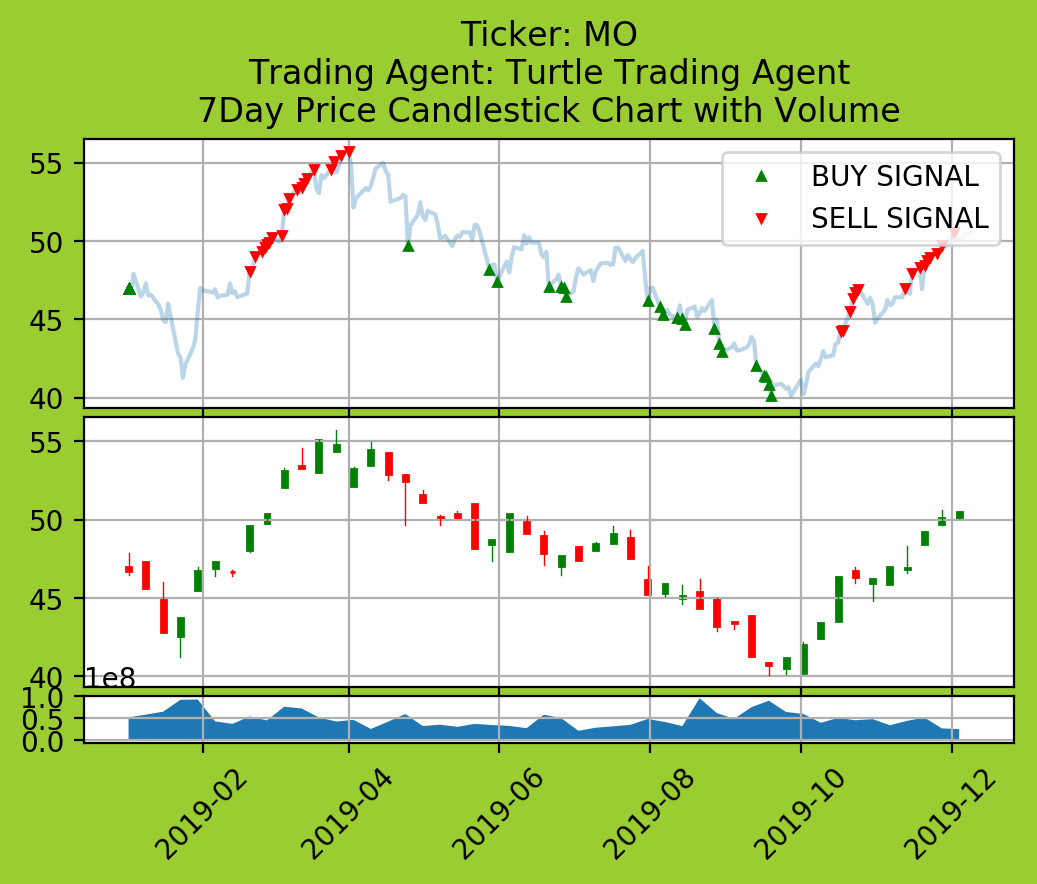 Ticker: MO
Trading Agent: Turtle Trading Agent
7Day Price Candlestick Chart with Volume
55
50
45
40
BUY SIGNAL
SELL SIGNAL
55
50
45
40
1e8
1.0
0.5
0.0
2019-02
2019-04
2019-06
2019-08
2019-10
2019-12